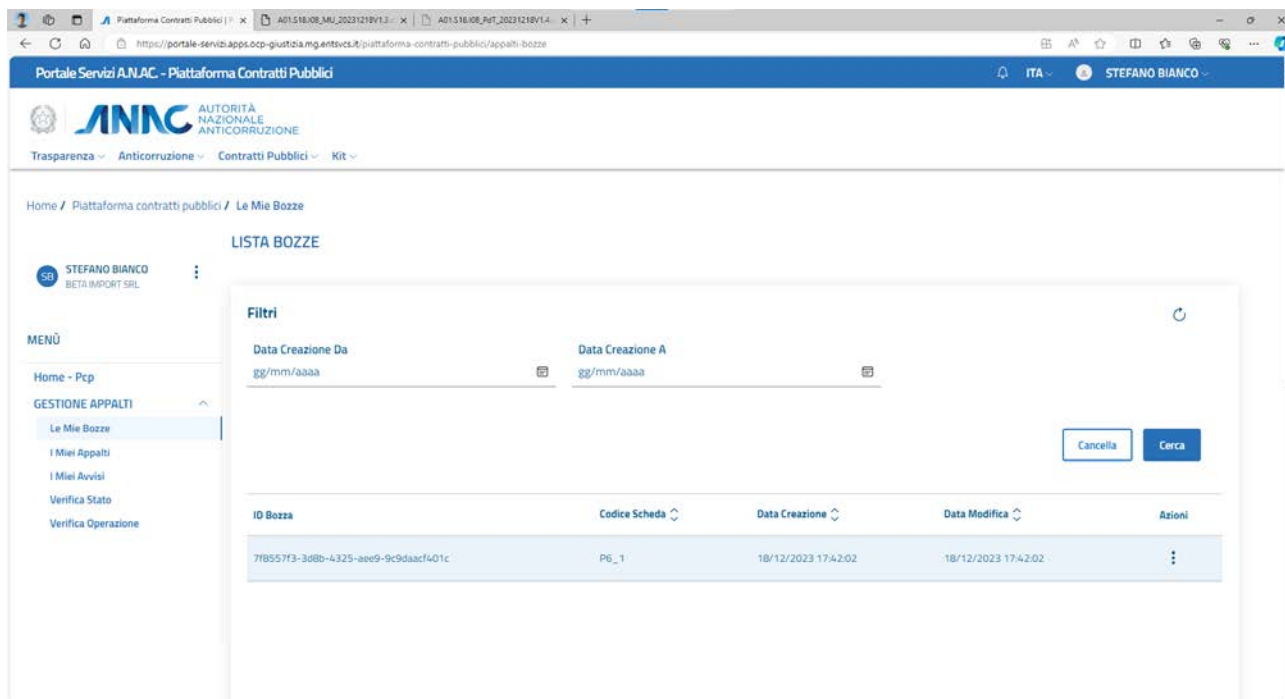 Piattaforma Contratti Pubblici | P
A01.S18.I08_MU_20231218V1.3
A01.S18.I08_PdT_20231218V1.4
https://portale-servizi.apps.ocp-giustizia.mg.entsvcs.it/piattaforma-contratti-pubblici/appalti-bozze
Portale Servizi A.N.AC. - Piattaforma Contratti Pubblici
ITA
STEFANO BIANCO
ANAC
AUTORITÀ
NAZIONALE
ANTICORRUZIONE
Trasparenza Anticorruzione Contratti Pubblici Kit
Home / Piattaforma contratti pubblici / Le Mie Bozze
LISTA BOZZE
SB
STEFANO BIANCO
BETA IMPORT SRL
MENÙ
Home - Pcp
GESTIONE APPALTI
Le Mie Bozze
I Miei Appalti
I Miei Avvisi
Verifica Stato
Verifica Operazione
Filtri
Data Creazione Da Data Creazione A
gg/mm/aaaa gg/mm/aaaa
Cancella Cerca
ID Bozza Codice Scheda Data Creazione Data Modifica Azioni
7f8557f3-3d8b-4325-aee9-9c9daacf401c P6_1 18/12/2023 17:42:02 18/12/2023 17:42:02